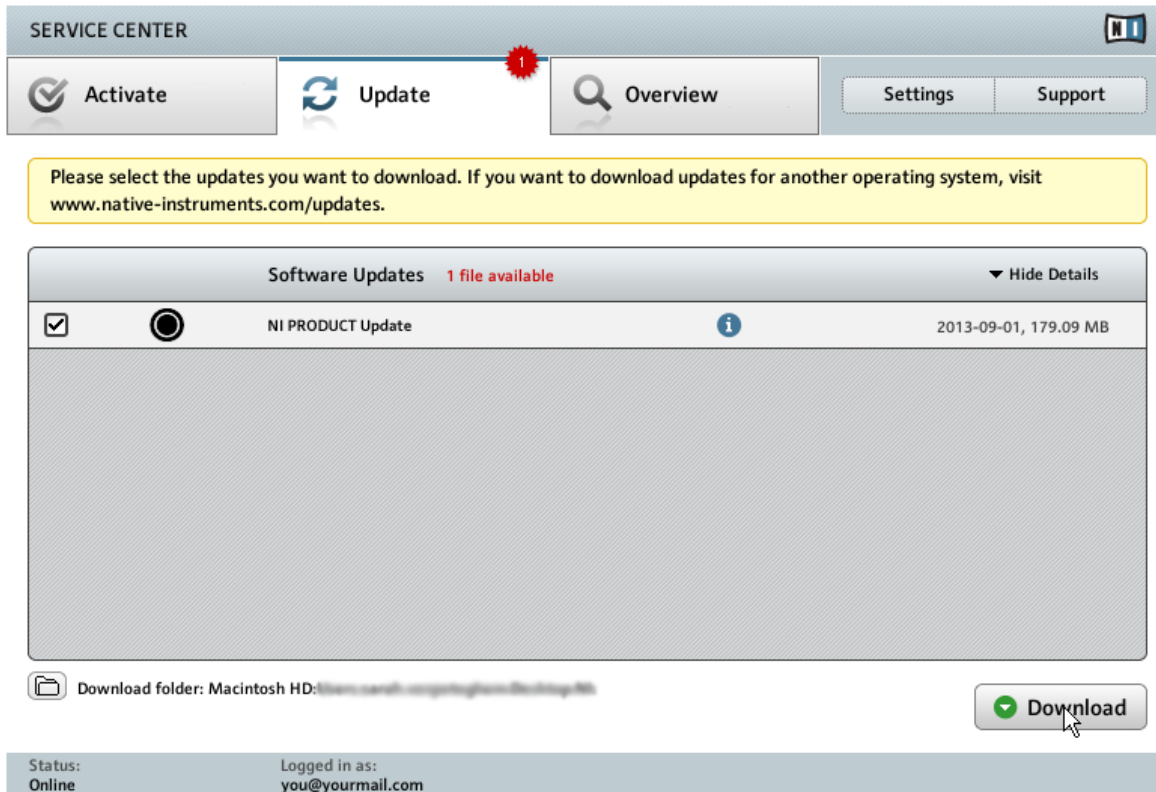 SERVICE CENTER
NI
Activate
Update
1
Overview
Settings
Support
Please select the updates you want to download. If you want to download updates for another operating system, visit
www.native-instruments.com/updates.
Software Updates 1 file available
Hide Details
NI PRODUCT Update
i
2013-09-01, 179.09 MB
Download folder: Macintosh HD:
Download
Status:
Online
Logged in as:
you@yourmail.com